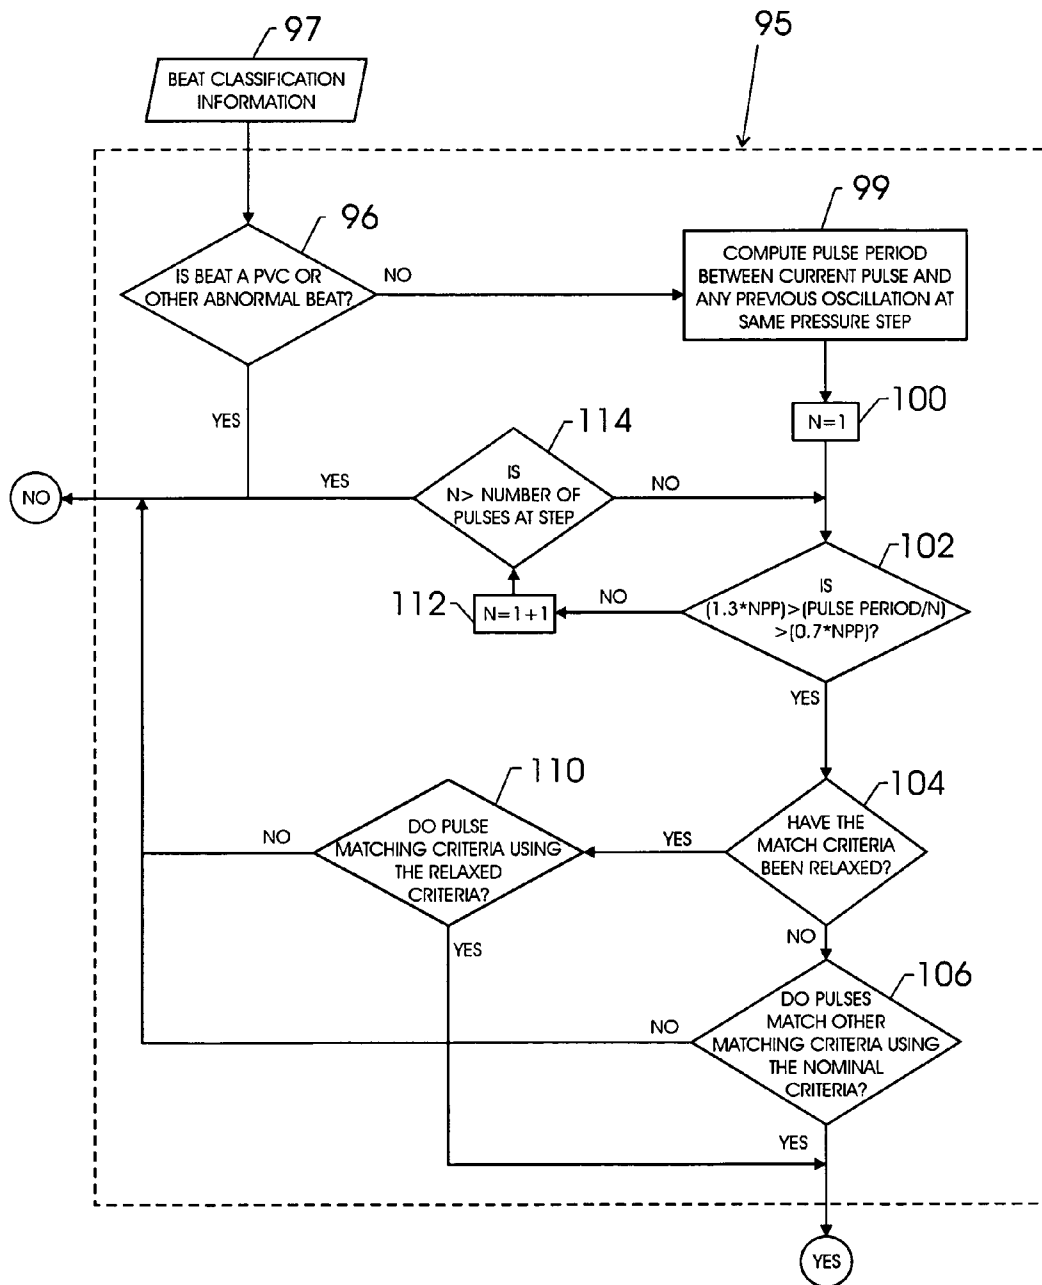 97
95
BEAT CLASSIFICATION
INFORMATION
99
96
COMPUTE PULSE PERIOD
BETWEEN CURRENT PULSE AND
ANY PREVIOUS OSCILLATION AT
SAME PRESSURE STEP
IS BEAT A PVC OR
OTHER ABNORMAL BEAT?
NO
YES
100
N=1
114
IS
N> NUMBER OF
PULSES AT STEP
YES
NO
NO
102
IS
(1.3*NPP)>(PULSE PERIOD/N)
>(0.7*NPP)?
NO
112
N=1+1
YES
110
104
DO PULSE
MATCHING CRITERIA USING
THE RELAXED
CRITERIA?
NO
YES
HAVE THE
MATCH CRITERIA
BEEN RELAXED?
YES
NO
106
DO PULSES
MATCH OTHER
MATCHING CRITERIA USING
THE NOMINAL
CRITERIA?
NO
YES
YES